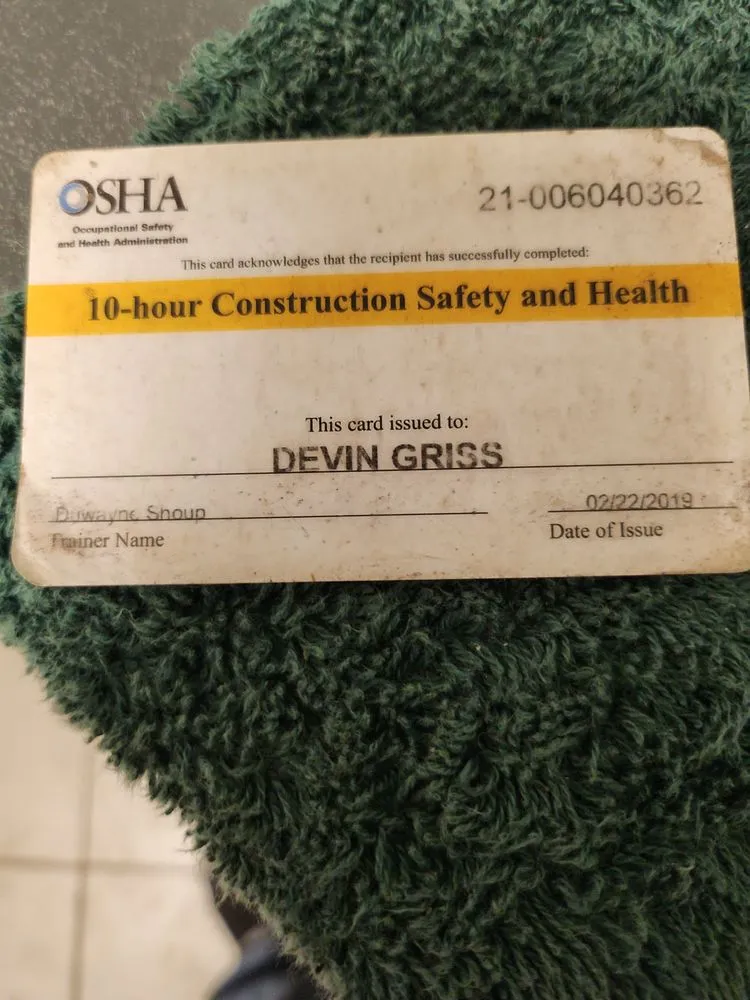 OSHA
21-006040362
Occupational Safety
and Health Administration
This card acknowledges that the recipient has successfully completed:
10-hour Construction Safety and Health
This card issued to:
DEVIN GRISS
Duwayne Shoup
02/22/2019
Trainer Name
Date of Issue